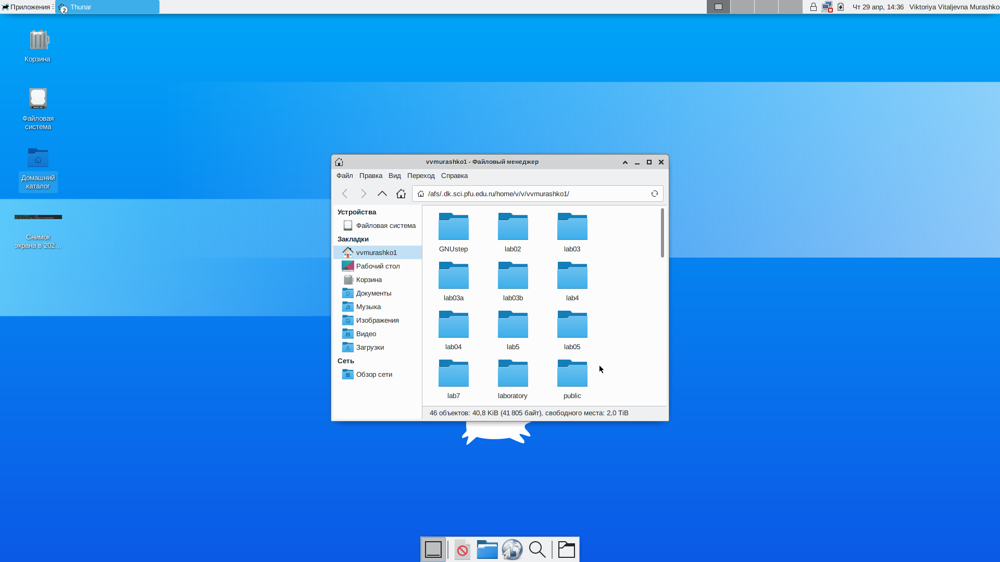 Приложения
2
Thunar
Чт 29 апр, 14:36
Viktoriya Vitaljevna Murashko
Корзина
Файловая
система
Домашний
каталог
Снимок
экрана в 202...
vvmurashko1 - Файловый менеджер
Файл Правка Вид Переход Справка
/afs/.dk.sci.pfu.edu.ru/home/v/v/vvmurashko1/
Устройства
Файловая система
Закладки
vvmurashko1
Рабочий стол
Корзина
Документы
Музыка
Изображения
Видео
Загрузки
Сеть
Обзор сети
GNUstep lab02 lab03
lab03a lab03b lab4
lab04 lab5 lab05
lab7 laboratory public
46 объектов: 40,8 KiB (41 805 байт), свободного места: 2,0 TiB